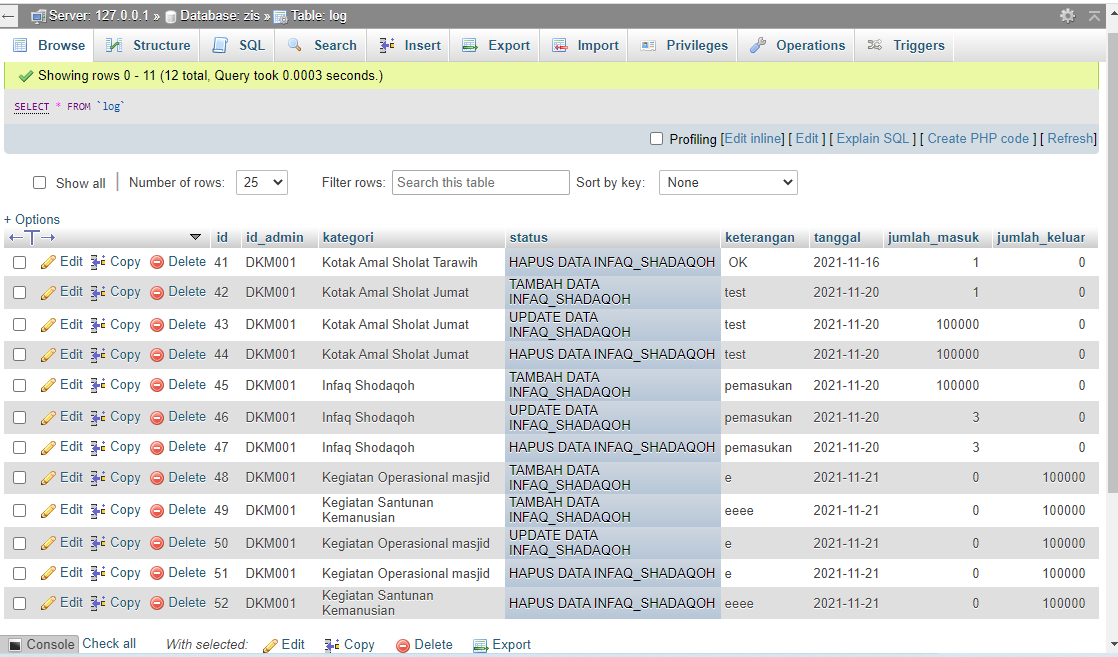 Server: 127.0.0.1 » Database: zis » Table: log
Browse Structure SQL Search Insert Export Import Privileges Operations Triggers
Showing rows 0 - 11 (12 total, Query took 0.0003 seconds.)
SELECT * FROM `log`
Profiling [Edit inline] [ Edit ] [ Explain SQL ] [ Create PHP code ] [ Refresh]
Show all Number of rows: 25 Filter rows: Search this table Sort by key: None
+ Options
id id_admin kategori status keterangan tanggal jumlah_masuk jumlah_keluar
Edit Copy Delete 41 DKM001 Kotak Amal Sholat Tarawih HAPUS DATA INFAQ_SHADAQOH OK 2021-11-16 1 0
Edit Copy Delete 42 DKM001 Kotak Amal Sholat Jumat TAMBAH DATA
INFAQ_SHADAQOH test 2021-11-20 1 0
Edit Copy Delete 43 DKM001 Kotak Amal Sholat Jumat UPDATE DATA
INFAQ_SHADAQOH test 2021-11-20 100000 0
Edit Copy Delete 44 DKM001 Kotak Amal Sholat Jumat HAPUS DATA INFAQ_SHADAQOH test 2021-11-20 100000 0
Edit Copy Delete 45 DKM001 Infaq Shodaqoh TAMBAH DATA
INFAQ_SHADAQOH pemasukan 2021-11-20 100000 0
Edit Copy Delete 46 DKM001 Infaq Shodaqoh UPDATE DATA
INFAQ_SHADAQOH pemasukan 2021-11-20 3 0
Edit Copy Delete 47 DKM001 Infaq Shodaqoh HAPUS DATA INFAQ_SHADAQOH pemasukan 2021-11-20 3 0
Edit Copy Delete 48 DKM001 Kegiatan Operasional masjid TAMBAH DATA
INFAQ_SHADAQOH e 2021-11-21 0 100000
Edit Copy Delete 49 DKM001 Kegiatan Santunan
Kemanusian TAMBAH DATA
INFAQ_SHADAQOH eeee 2021-11-21 0 100000
Edit Copy Delete 50 DKM001 Kegiatan Operasional masjid UPDATE DATA
INFAQ_SHADAQOH e 2021-11-21 0 100000
Edit Copy Delete 51 DKM001 Kegiatan Operasional masjid HAPUS DATA INFAQ_SHADAQOH e 2021-11-21 0 100000
Edit Copy Delete 52 DKM001 Kegiatan Santunan
Kemanusian HAPUS DATA INFAQ_SHADAQOH eeee 2021-11-21 0 100000
Console Check all With selected: Edit Copy Delete Export